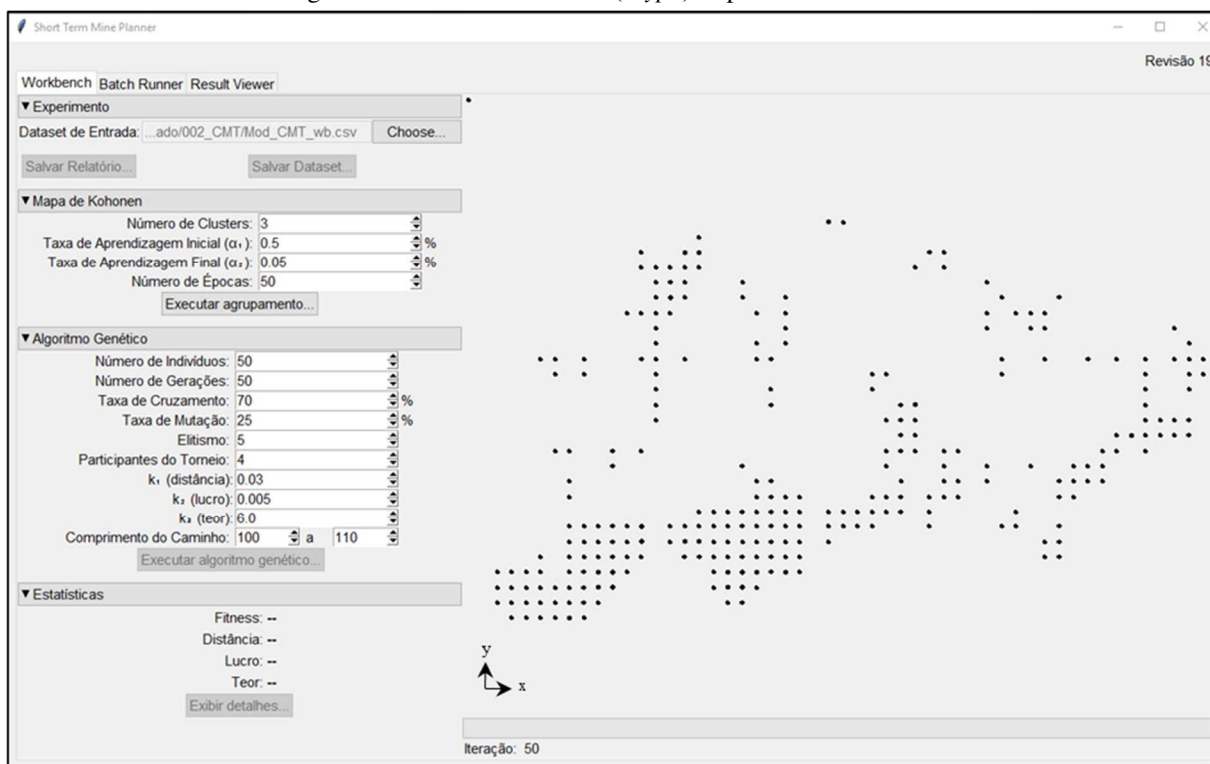 Short Term Mine Planner
Revisão 19
Workbench Batch Runner Result Viewer
▼Experimento
Dataset de Entrada: ...ado/002_CMT/Mod_CMT_wb.csv Choose...
Salvar Relatório... Salvar Dataset...
▼Mapa de Kohonen
Número de Clusters: 3
Taxa de Aprendizagem Inicial (α₁): 0.5 %
Taxa de Aprendizagem Final (α₂): 0.05 %
Número de Épocas: 50
Executar agrupamento...
▼Algoritmo Genético
Número de Indivíduos: 50
Número de Gerações: 50
Taxa de Cruzamento: 70 %
Taxa de Mutação: 25 %
Elitismo: 5
Participantes do Torneio: 4
k₁ (distância): 0.03
k₂ (lucro): 0.005
k₃ (teor): 6.0
Comprimento do Caminho: 100 a 110
Executar algoritmo genético...
▼Estatísticas
Fitness: --
Distância: --
Lucro: --
Teor: --
Exibir detalhes...
y
x
Iteração: 50